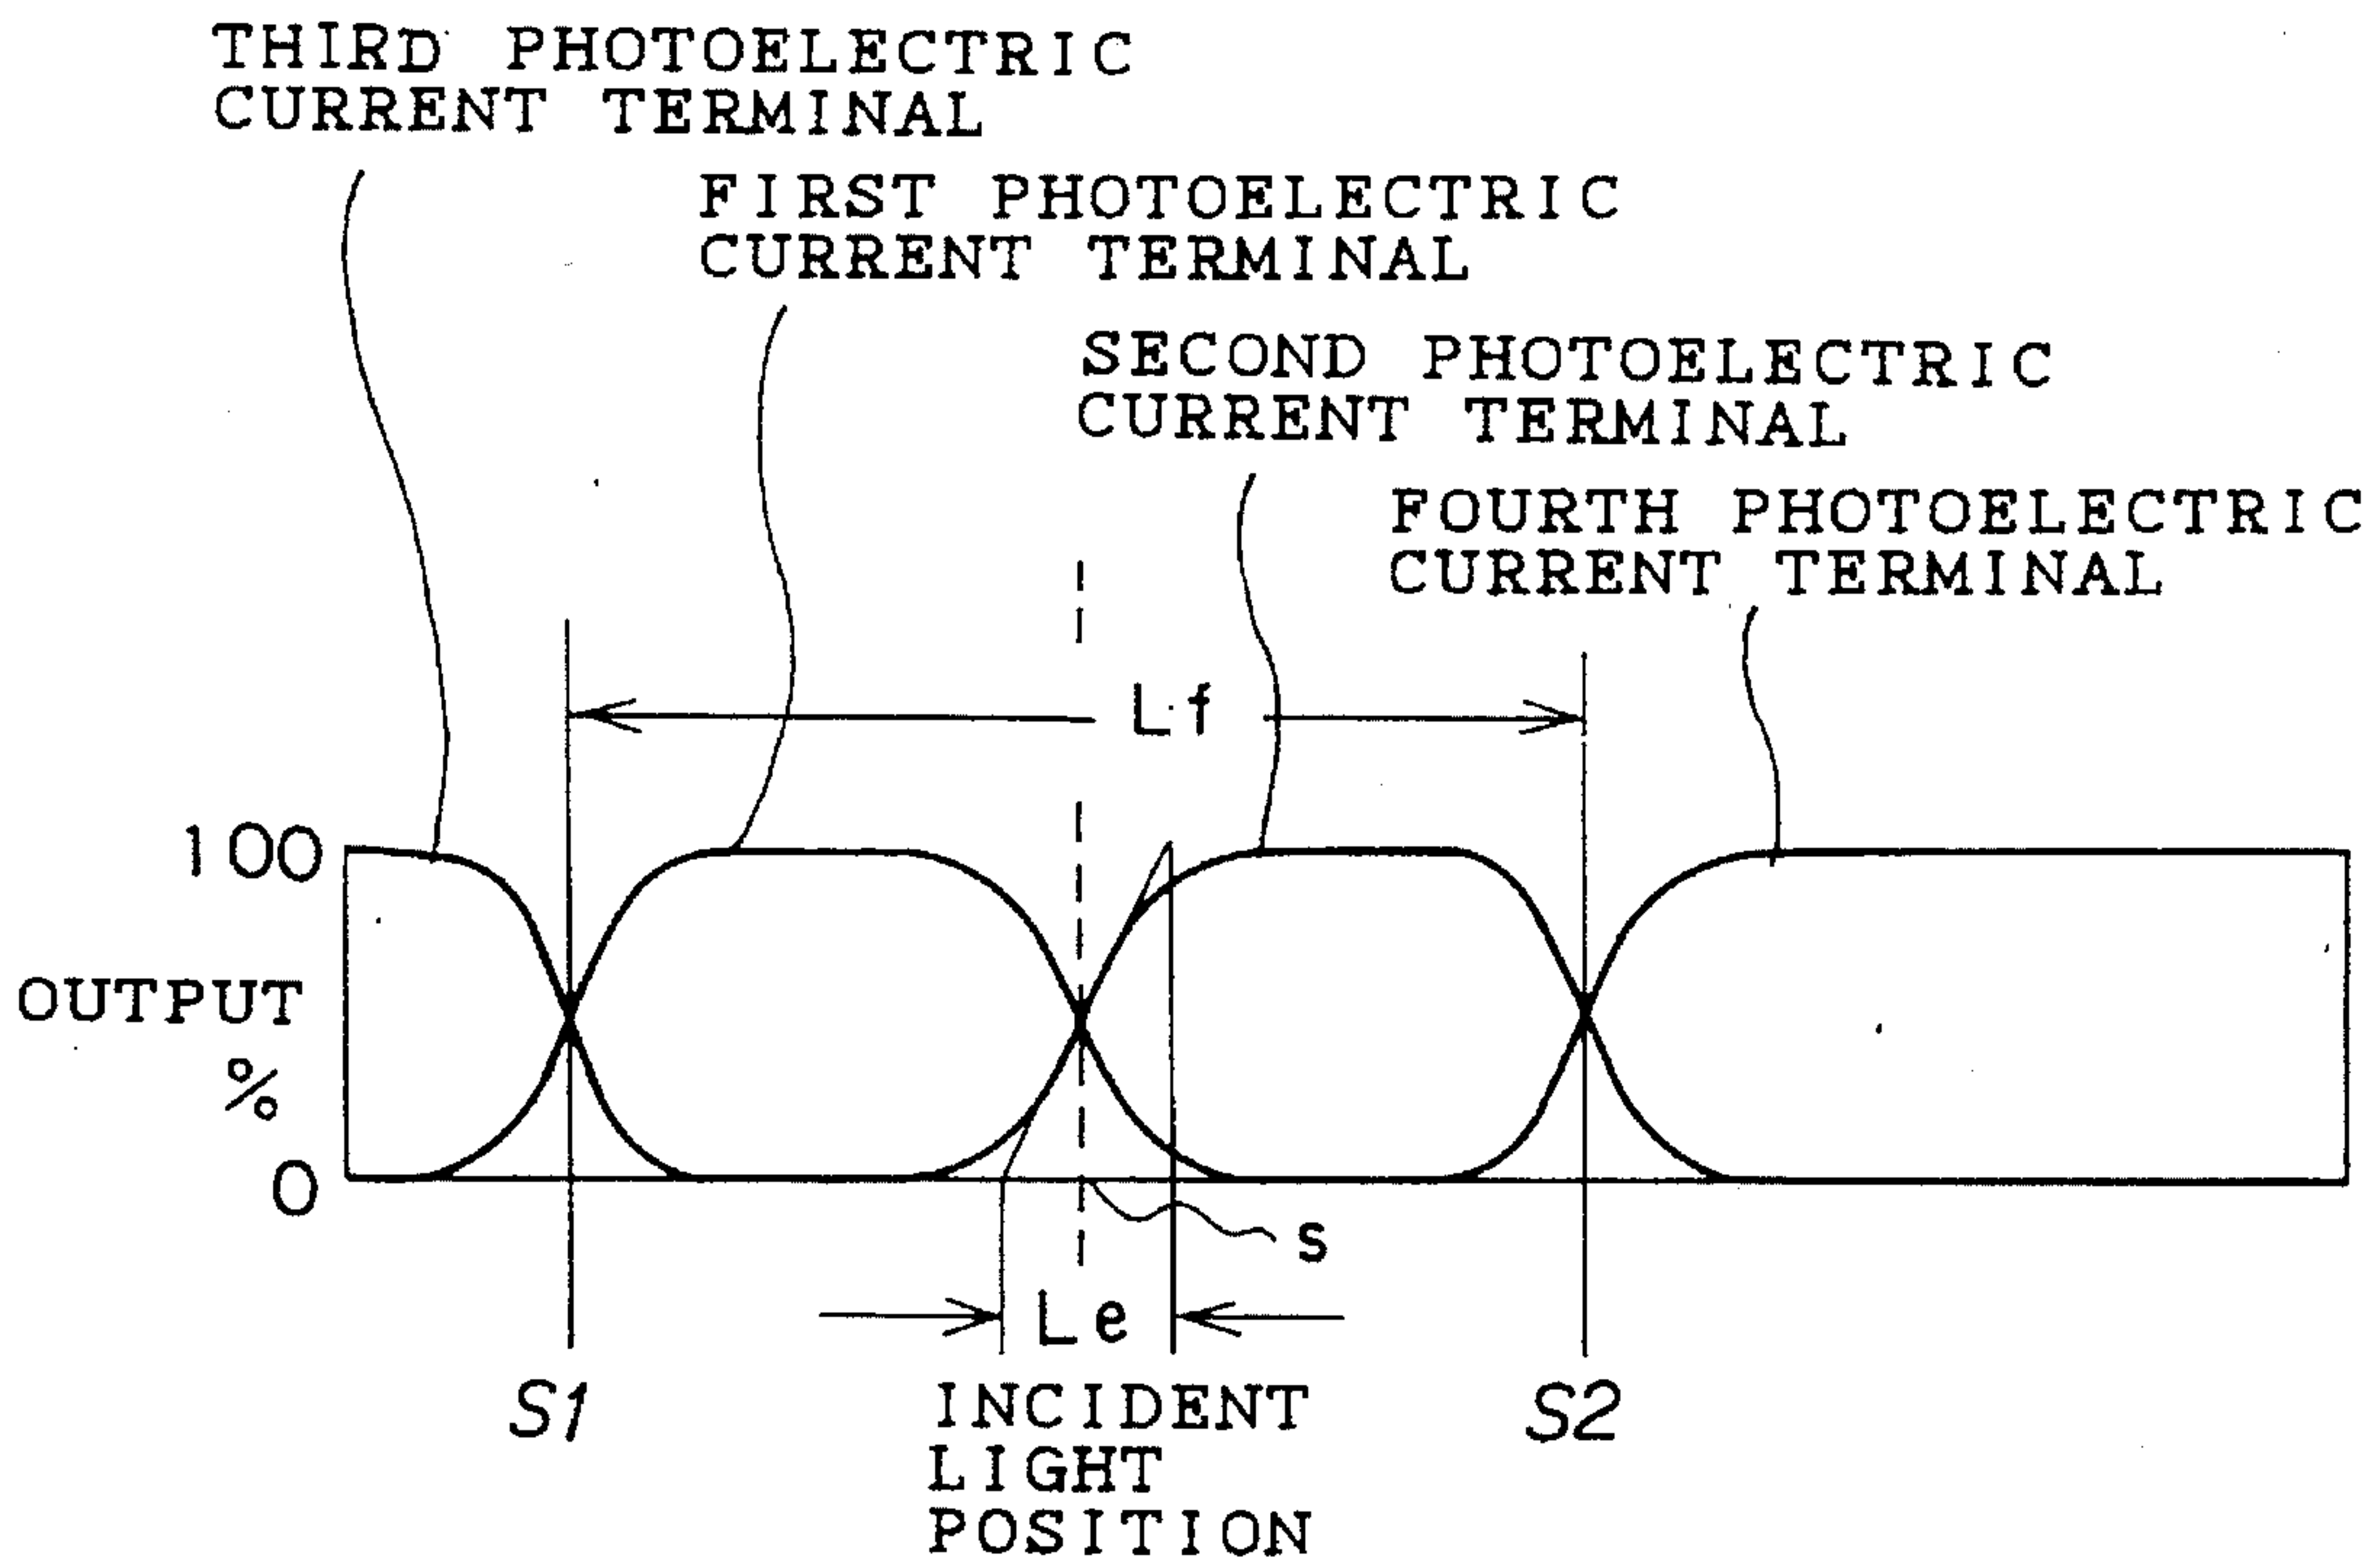 THIRD PHOTOELECTRIC
CURRENT TERMINAL
FIRST PHOTOELECTRIC
CURRENT TERMINAL
SECOND PHOTOELECTRIC
CURRENT TERMINAL
FOURTH PHOTOELECTRIC
CURRENT TERMINAL
Lf
100
OUTPUT
%
0
s
Le
S1
S2
INCIDENT
LIGHT
POSITION